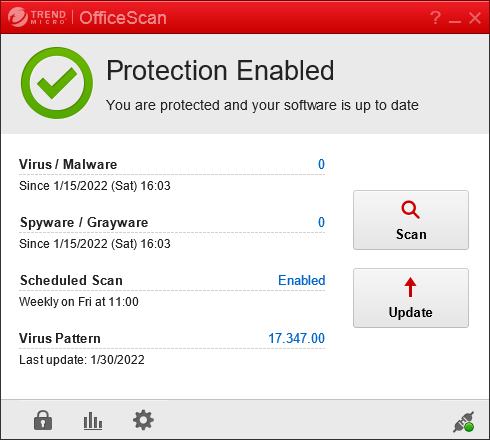 TREND MICRO OfficeScan ?
Protection Enabled
You are protected and your software is up to date
Virus / Malware 0
Since 1/15/2022 (Sat) 16:03
Spyware / Grayware 0
Since 1/15/2022 (Sat) 16:03
Scan
Scheduled Scan Enabled
Weekly on Fri at 11:00
Update
Virus Pattern 17.347.00
Last update: 1/30/2022